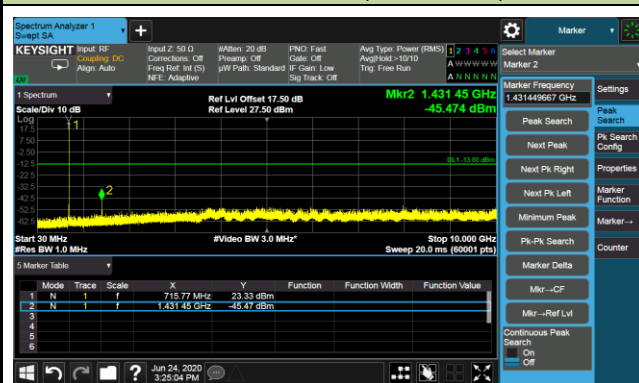 Spectrum Analyzer 1
Swept SA
Marker
KEYSIGHT
Input: RF
Coupling: DC
Align: Auto
Input Z: 50 Ω
Corrections: Off
Freq Ref: Int (S)
NFE: Adaptive
#Atten: 20 dB
Preamp: Off
µW Path: Standard
PNO: Fast
Gate: Off
IF Gain: Low
Sig Track: Off
Avg Type: Power (RMS)
Avg|Hold:>10/10
Trig: Free Run
1 2 3 4 5 6
A W W W W W
A N N N N N
LW
Select Marker
Marker 2
Marker Frequency
1.431449667 GHz
Peak Search
Next Peak
Next Pk Right
Next Pk Left
Minimum Peak
Pk-Pk Search
Marker Delta
Mkr→CF
Mkr→Ref Lvl
Continuous Peak
Search
On
Off
Settings
Peak
Search
Pk Search
Config
Properties
Marker
Function
Marker→
Counter
1 Spectrum
Scale/Div 10 dB
Ref Lvl Offset 17.50 dB
Ref Level 27.50 dBm
Mkr2 1.431 45 GHz
-45.474 dBm
Log
17.5
7.50
-2.50
-12.5
-22.5
-32.5
-42.5
-52.5
-62.5
1
2
DL1 -13.00 dBm
Start 30 MHz
#Res BW 1.0 MHz
#Video BW 3.0 MHz*
Stop 10.000 GHz
Sweep 20.0 ms (60001 pts)
5 Marker Table
Mode Trace Scale X Y Function Function Width Function Value
1 N 1 f 715.77 MHz 23.33 dBm
2 N 1 f 1.431 45 GHz -45.47 dBm
3
4
5
6
?
Jun 24, 2020
3:25:04 PM